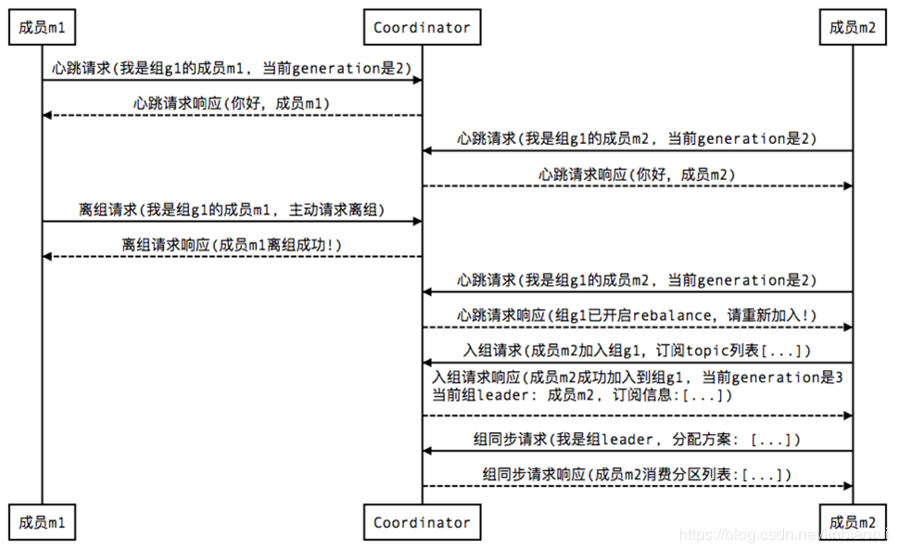 成员m1
Coordinator
成员m2
心跳请求(我是组g1的成员m1, 当前generation是2)
心跳请求响应(你好, 成员m1)
心跳请求(我是组g1的成员m2, 当前generation是2)
心跳请求响应(你好, 成员m2)
离组请求(我是组g1的成员m1, 主动请求离组)
离组请求响应(成员m1离组成功!)
心跳请求(我是组g1的成员m2, 当前generation是2)
心跳请求响应(组g1已开启rebalance, 请重新加入!)
入组请求(成员m2加入组g1, 订阅topic列表[...])
入组请求响应(成员m2成功加入到组g1, 当前generation是3
当前组leader: 成员m2, 订阅信息:[...])
组同步请求(我是组leader, 分配方案: [...])
组同步请求响应(成员m2消费分区列表:[...])
成员m1
Coordinator
成员m2